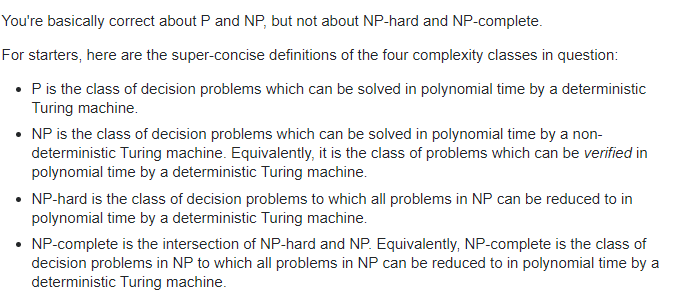 You're basically correct about P and NP, but not about NP-hard and NP-complete.
For starters, here are the super-concise definitions of the four complexity classes in question:
• P is the class of decision problems which can be solved in polynomial time by a deterministic
Turing machine.
• NP is the class of decision problems which can be solved in polynomial time by a non-
deterministic Turing machine. Equivalently, it is the class of problems which can be verified in
polynomial time by a deterministic Turing machine.
• NP-hard is the class of decision problems to which all problems in NP can be reduced to in
polynomial time by a deterministic Turing machine.
• NP-complete is the intersection of NP-hard and NP. Equivalently, NP-complete is the class of
decision problems in NP to which all problems in NP can be reduced to in polynomial time by a
deterministic Turing machine.